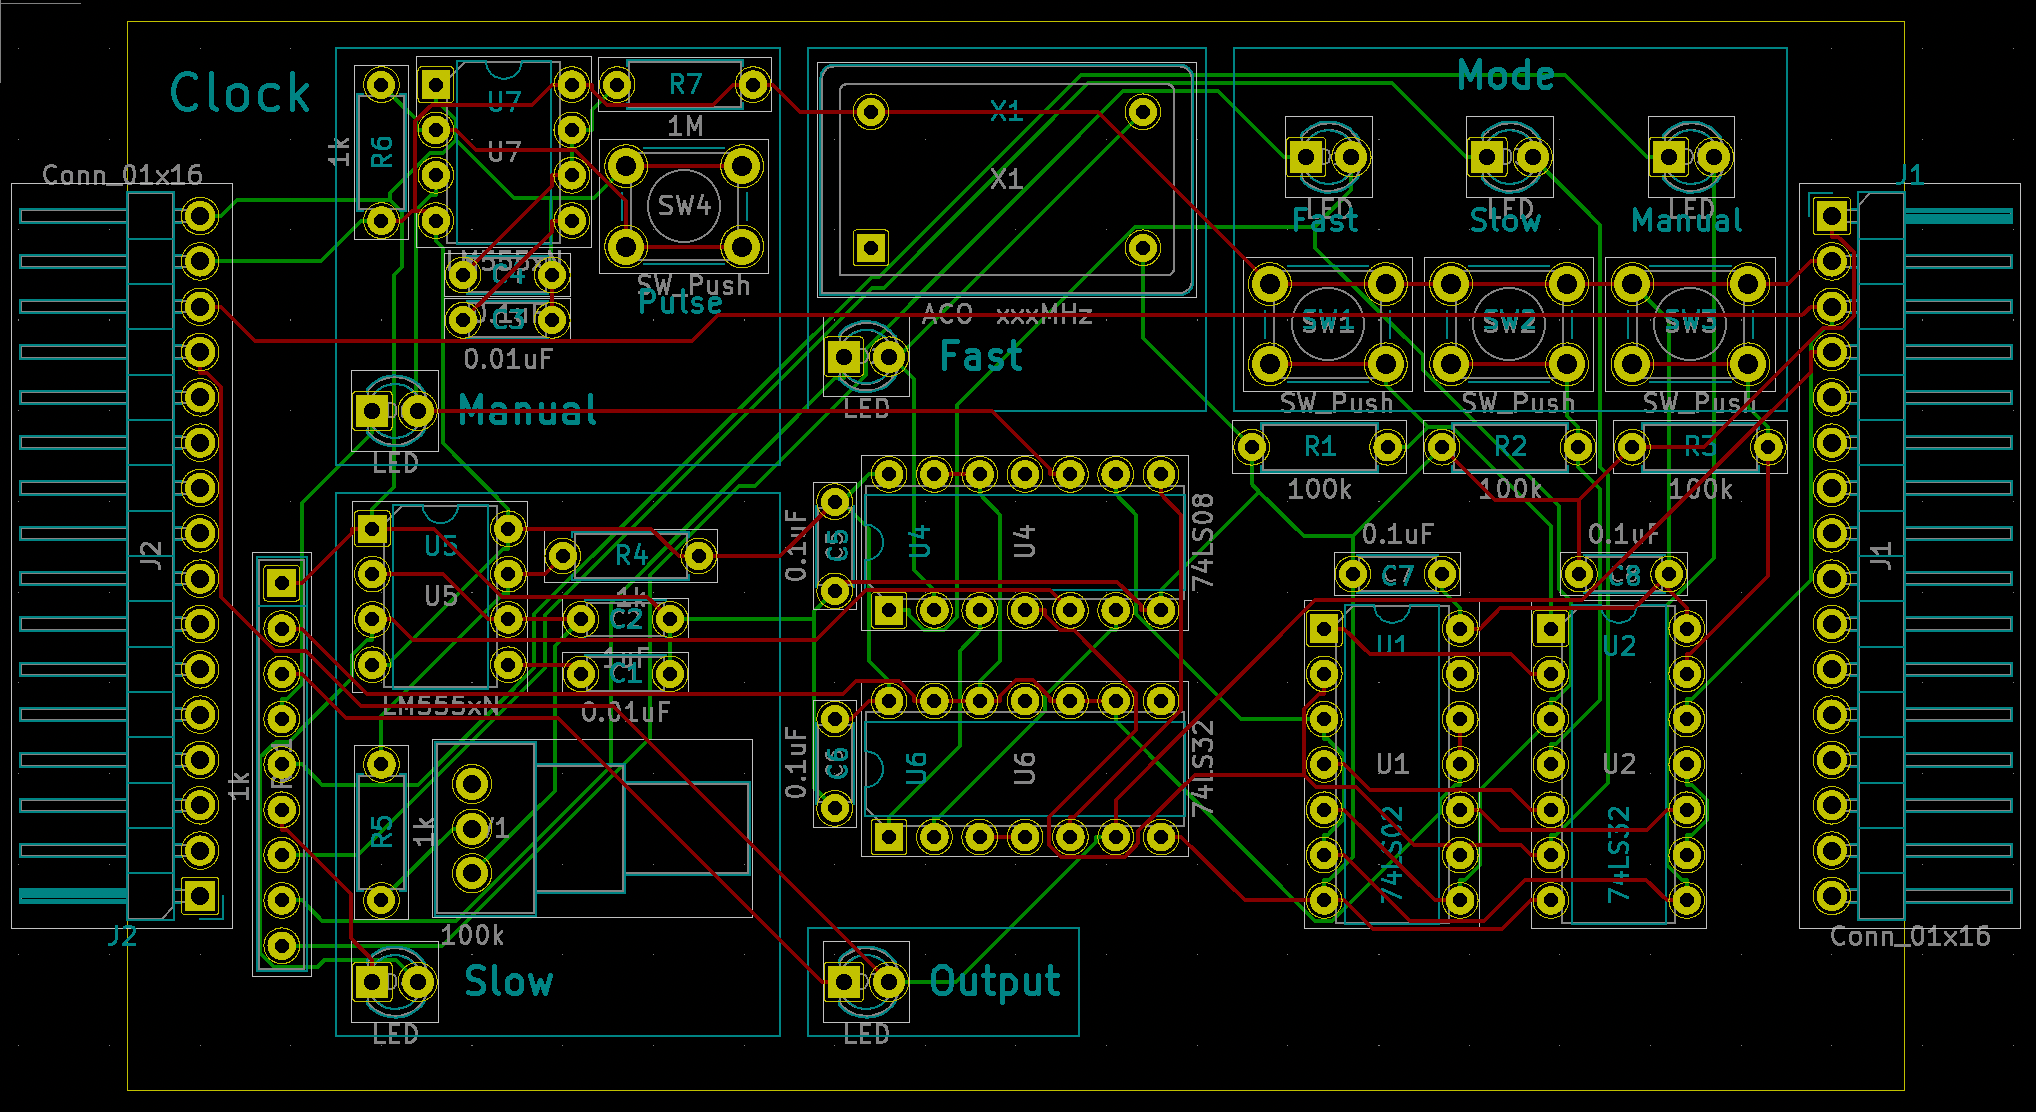 Clock
U7
U7
R7
1M
1k
R6
SW4
SW_Push
Pulse
LM555xN
C4
0.1uF
C3
0.01uF
Manual
LED
X1
X1
ACO-xxxMHz
Fast
LED
Mode
LED
Fast
LED
Slow
LED
Manual
SW1
SW2
SW3
SW_Push
SW_Push
SW_Push
R1
R2
R3
100k
100k
100k
Conn_01x16
J2
J2
J1
J1
Conn_01x16
U5
U5
LM555xN
R4
1k
C2
1uF
C1
0.01uF
1k
R5
1k
100k
Slow
LED
0.1uF
C5
U4
U4
74LS08
0.1uF
C6
U6
U6
74LS32
Output
LED
0.1uF
C7
0.1uF
C8
U1
U1
74LS02
U2
U2
74LS32